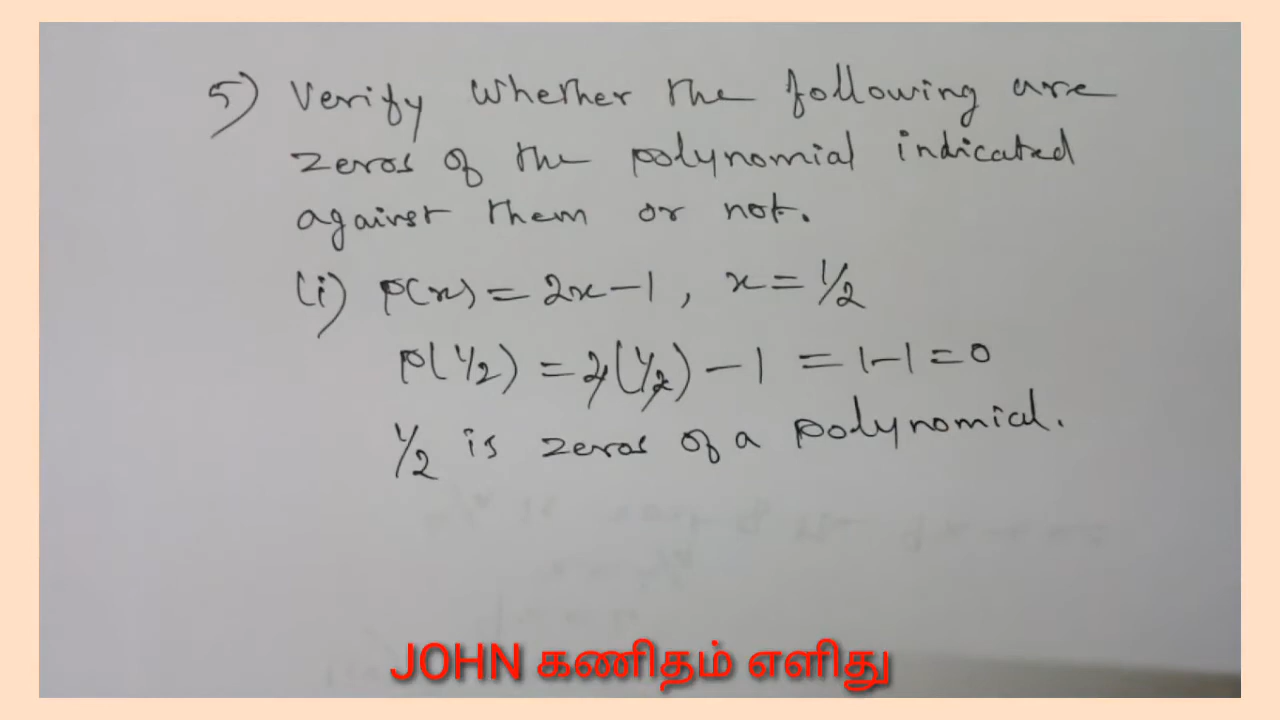 5) Verify whether the following are
zeros of the polynomial indicated
against them or not.
(i) p(x) = 2x-1, x = 1/2
p(1/2) = 2(1/2) - 1 = 1-1 = 0
1/2 is zeros of a polynomial.
JOHN கணிதம் எளிது